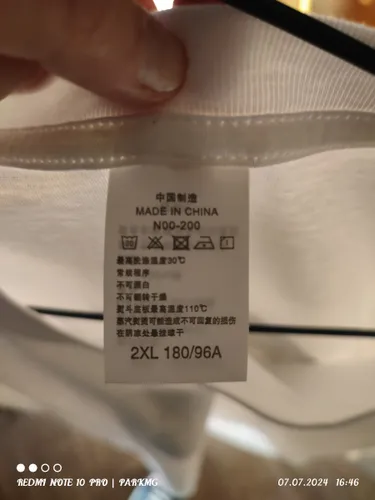 中国制造
MADE IN CHINA
N00-200
最高洗涤温度30℃
常规程序
不可漂白
不可翻转干燥
熨斗底板最高温度110℃
蒸汽熨烫可能造成不可回复的损伤
在阴凉处悬挂晾干
2XL 180/96A
REDMI NOTE 10 PRO | PARKMG
07.07.2024 16:46